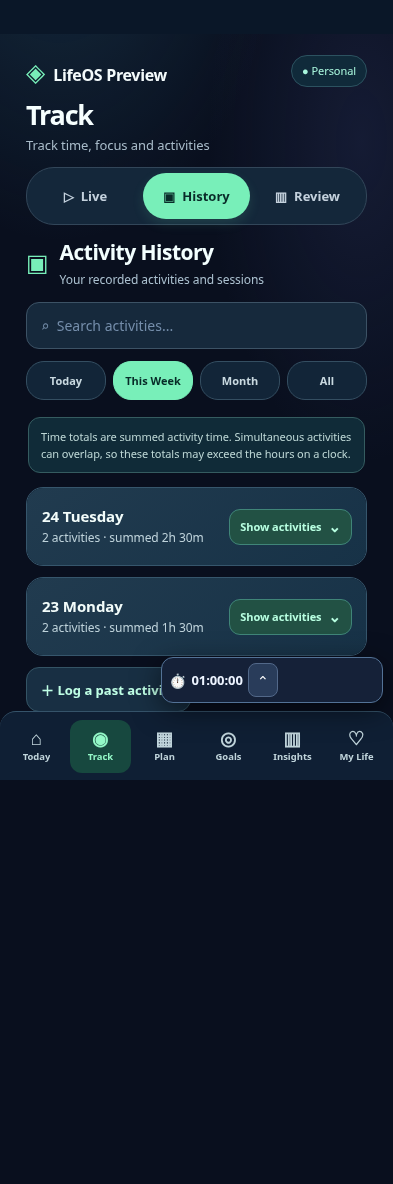 LifeOS Preview
Personal
Track
Track time, focus and activities
Live
History
Review
Activity History
Your recorded activities and sessions
Search activities...
Today
This Week
Month
All
Time totals are summed activity time. Simultaneous activities
can overlap, so these totals may exceed the hours on a clock.
24 Tuesday
2 activities · summed 2h 30m
Show activities
23 Monday
2 activities · summed 1h 30m
Show activities
+ Log a past activi
01:00:00
Today
Track
Plan
Goals
Insights
My Life